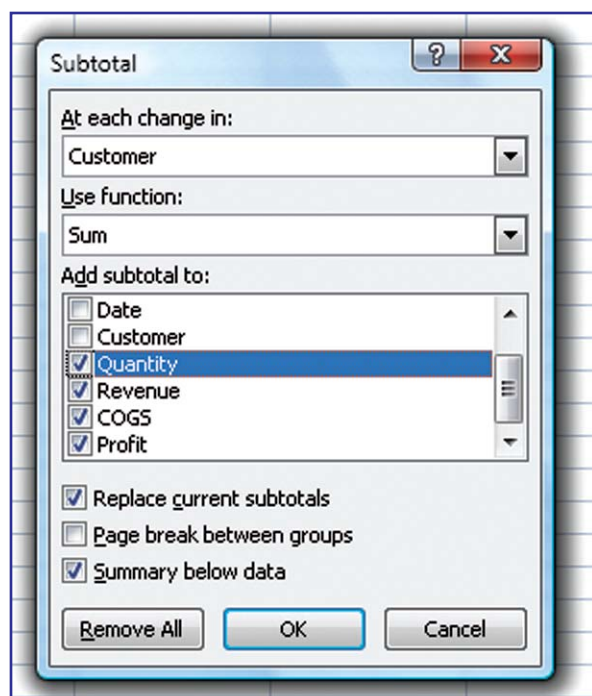 Subtotal
At each change in:
Customer
Use function:
Sum
Add subtotal to:
Date
Customer
Quantity
Revenue
COGS
Profit
Replace current subtotals
Page break between groups
Summary below data
Remove All OK Cancel